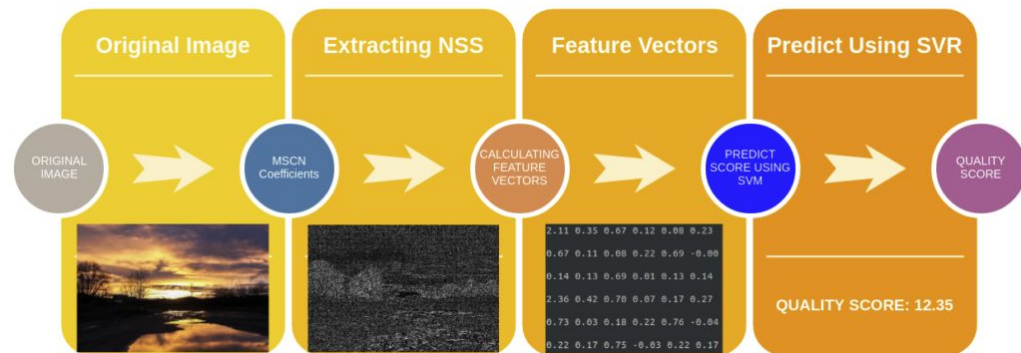 Original Image
Extracting NSS
Feature Vectors
Predict Using SVR
ORIGINAL
IMAGE
MSCN
Coefficients
CALCULATING
FEATURE
VECTORS
PREDICT
SCORE USING
SVM
QUALITY
SCORE
2.11 0.35 0.67 0.12 0.08 0.23
0.67 0.11 0.08 0.22 0.69 -0.00
0.14 0.13 0.69 0.01 0.13 0.14
2.36 0.42 0.70 0.07 0.17 0.27
0.73 0.03 0.18 0.22 0.76 -0.04
0.22 0.17 0.75 -0.03 0.22 0.17
QUALITY SCORE: 12.35